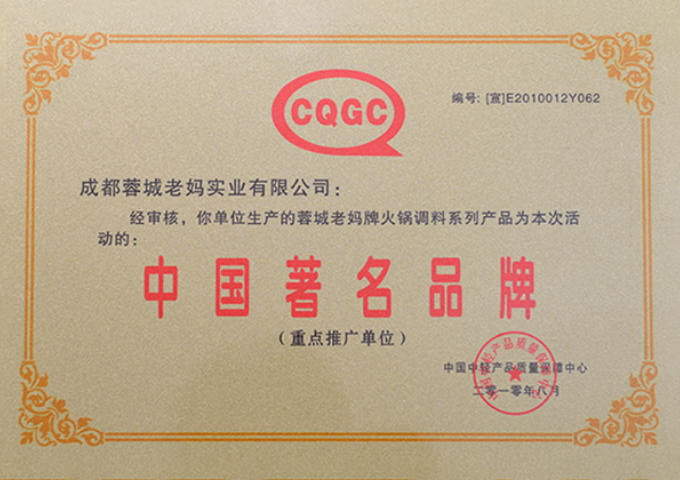 CQGC
编号: [宣]E2010012Y062
成都蓉城老妈实业有限公司：
经审核，你单位生产的蓉城老妈牌火锅调料系列产品为本次活
动的：
中国著名品牌
（重点推广单位）
中国中轻产品质量保障中心
二零一零年八月